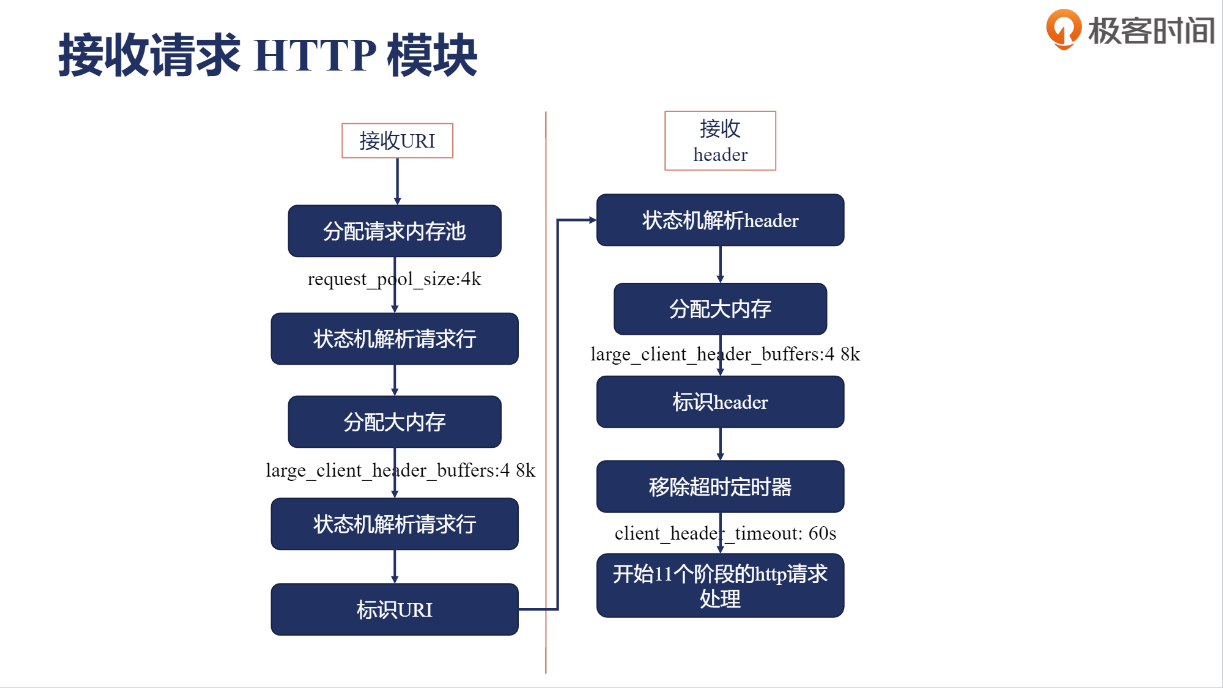 接收请求 HTTP 模块
极客时间
接收URI
分配请求内存池
request_pool_size:4k
状态机解析请求行
分配大内存
large_client_header_buffers:4 8k
状态机解析请求行
标识URI
接收
header
状态机解析header
分配大内存
large_client_header_buffers:4 8k
标识header
移除超时定时器
client_header_timeout: 60s
开始11个阶段的http请求
处理